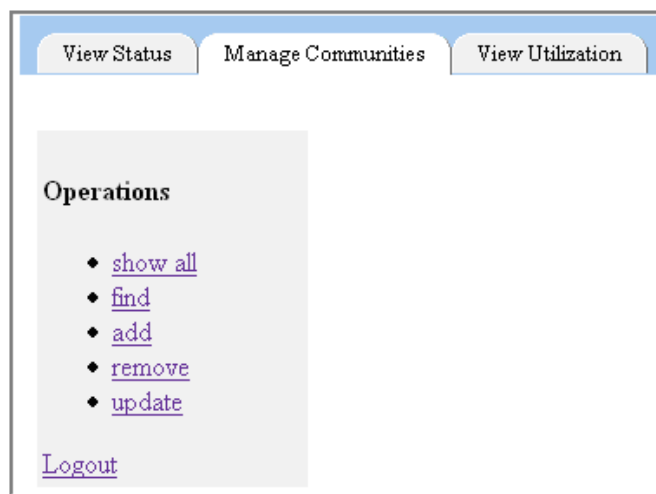 View Status Manage Communities View Utilization
Operations
show all
find
add
remove
update
Logout